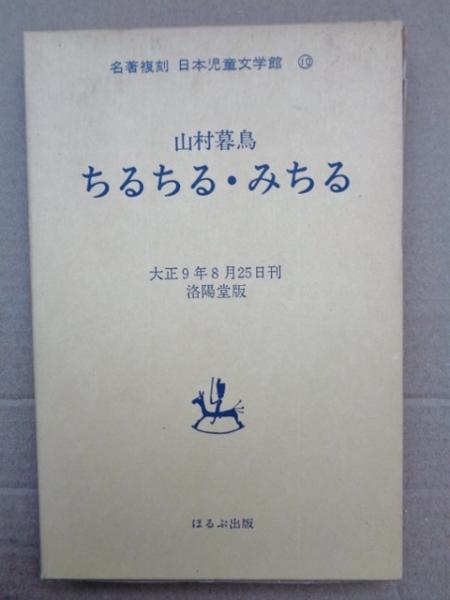 名著複刻 日本児童文学館 ⑩
山村暮鳥
ちるちる・みちる
大正9年8月25日刊
洛陽堂版
ほるぷ出版